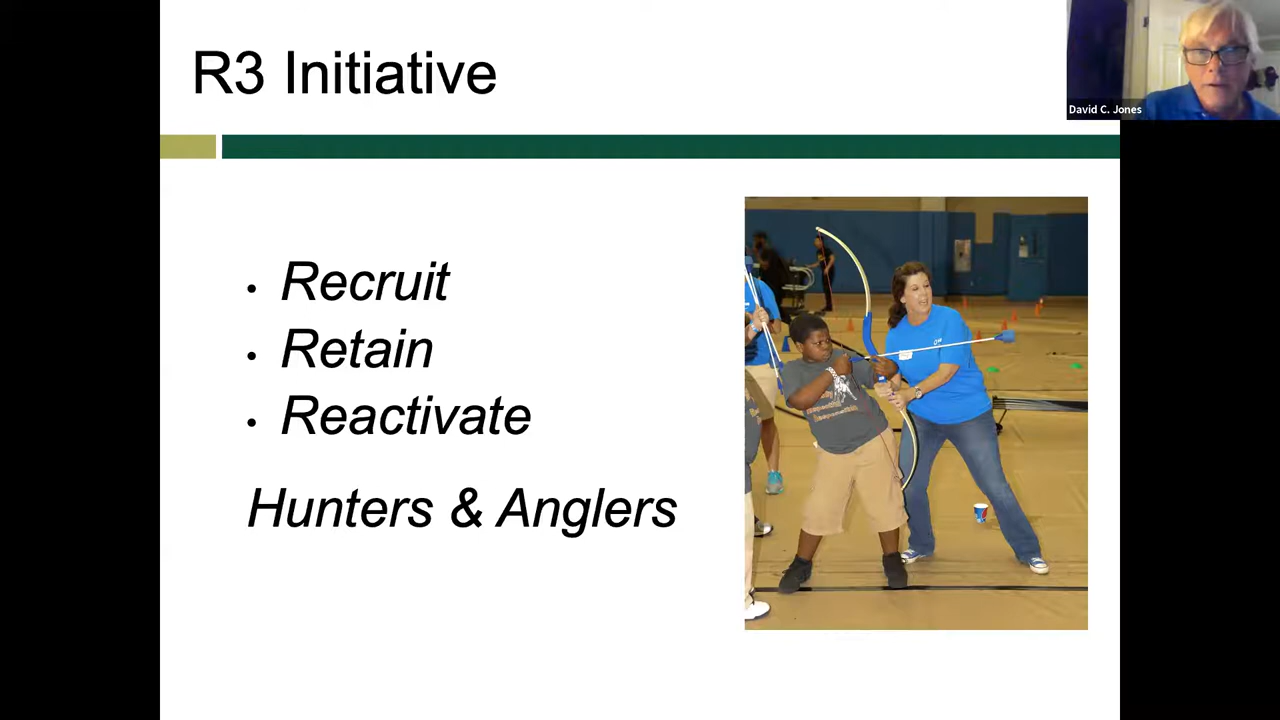 R3 Initiative
David C. Jones
• Recruit
• Retain
• Reactivate
Hunters & Anglers